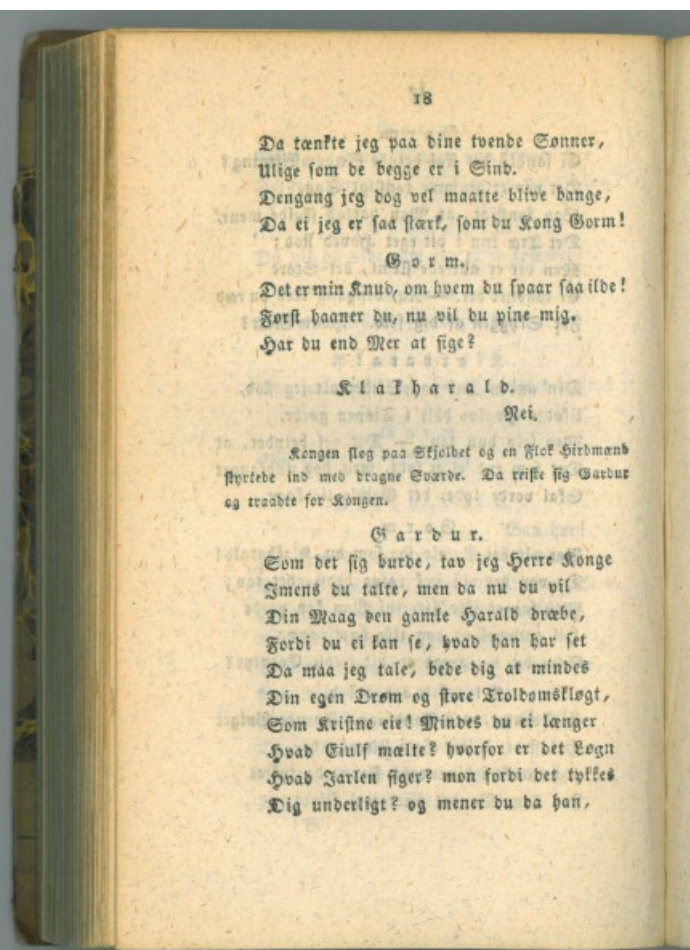 18
Da tænkte jeg paa dine tvende Sønner,
Ulige som de begge er i Sind.
Dengang jeg dog vel maatte blive bange,
Da ei jeg er saa stærk, som du Kong Gorm!
Gorm.
Det er min Knud, om hvem du spaar saa ilde!
Først haaner du, nu vil du pine mig.
Har du end Mer at sige?
Klakharald.
Nei.
Kongen slog paa Skjoldet og en Flok Hirdmænd
styrtede ind med dragne Sværde. Da reiste sig Gardur
og traadte for Kongen.
Gardur.
Som det sig burde, tav jeg Herre Konge
Imens du talte, men da nu du vil
Din Maag den gamle Harald dræbe,
Fordi du ei kan se, hvad han har set
Da maa jeg tale, bede dig at mindes
Din egen Drøm og store Troldomskløgt,
Som Kristne eie! Mindes du ei længer
Hvad Eiulf mælte? hvorfor er det Løgn
Hvad Jarlen siger? mon fordi det tykkes
Dig underligt? og mener du da han,